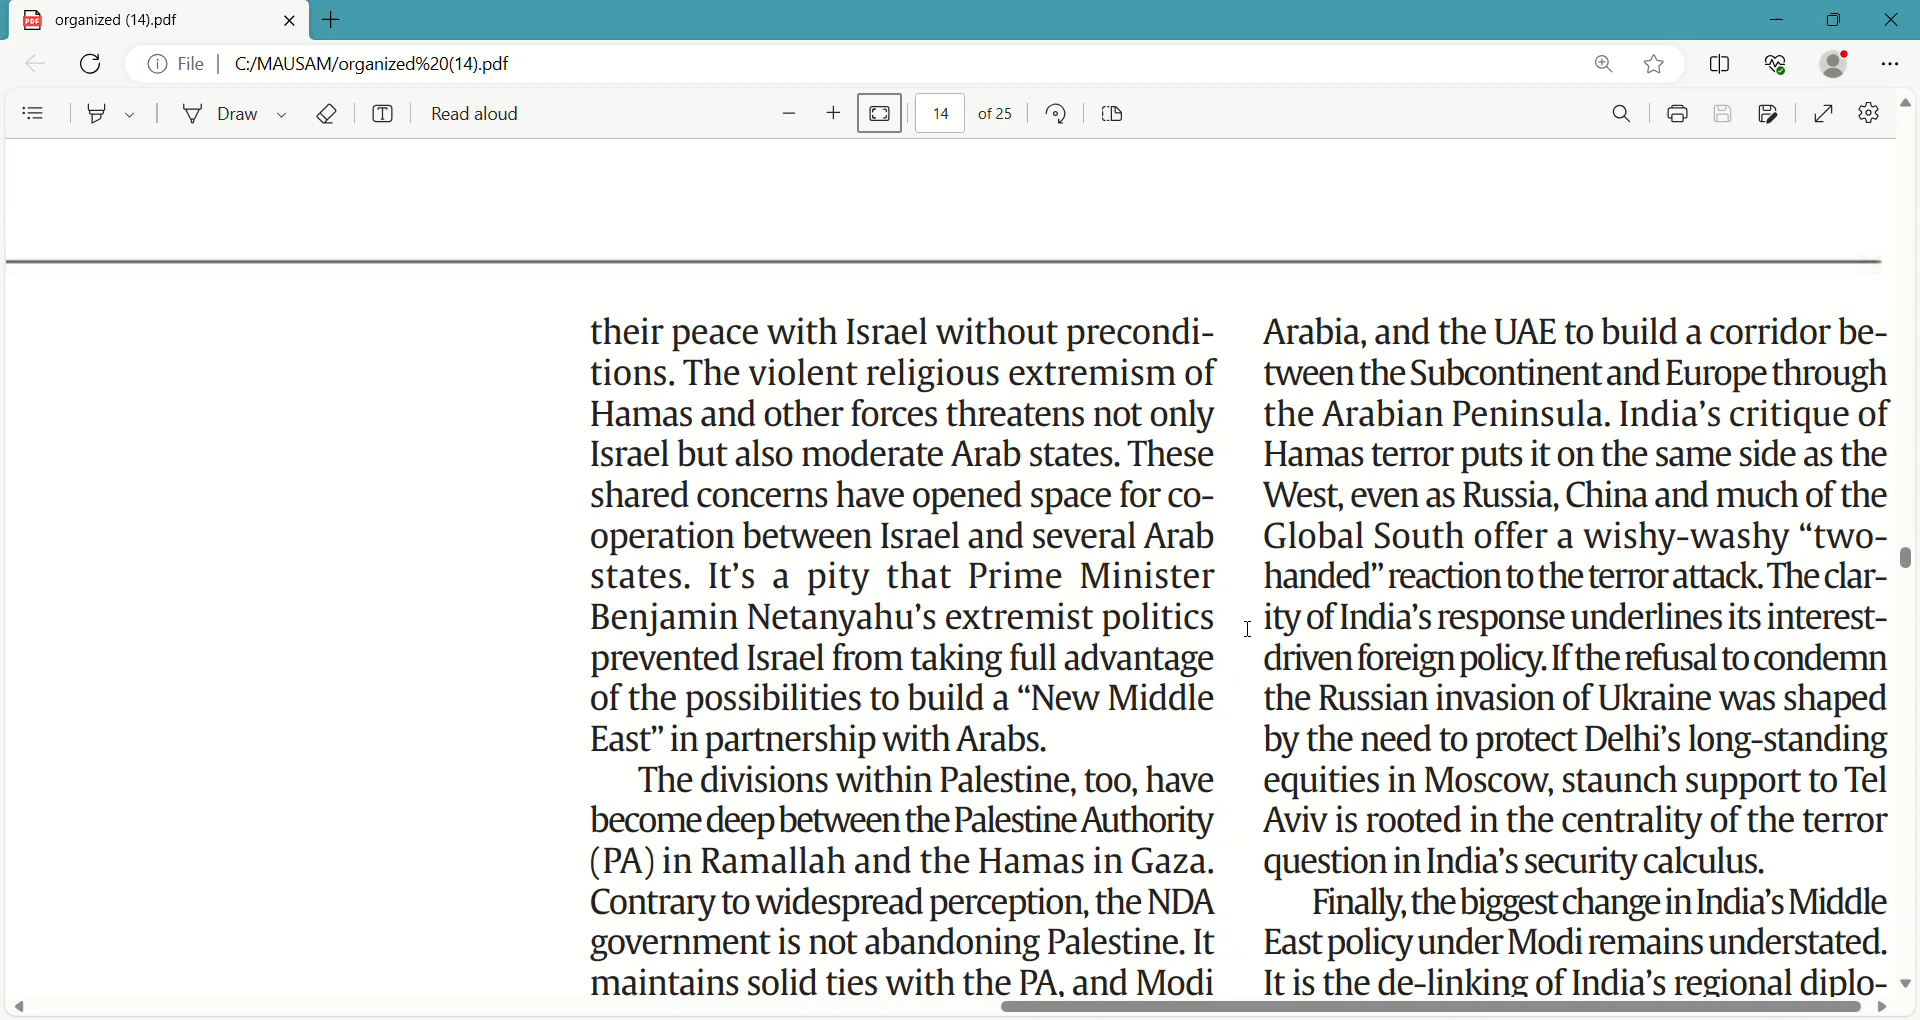 organized (14).pdf
File C:/MAUSAM/organized%20(14).pdf
Draw Read aloud 14 of 25
their peace with Israel without precondi-
tions. The violent religious extremism of
Hamas and other forces threatens not only
Israel but also moderate Arab states. These
shared concerns have opened space for co-
operation between Israel and several Arab
states. It's a pity that Prime Minister
Benjamin Netanyahu's extremist politics
prevented Israel from taking full advantage
of the possibilities to build a “New Middle
East” in partnership with Arabs.
The divisions within Palestine, too, have
become deep between the Palestine Authority
(PA) in Ramallah and the Hamas in Gaza.
Contrary to widespread perception, the NDA
government is not abandoning Palestine. It
maintains solid ties with the PA, and Modi
Arabia, and the UAE to build a corridor be-
tween the Subcontinent and Europe through
the Arabian Peninsula. India's critique of
Hamas terror puts it on the same side as the
West, even as Russia, China and much of the
Global South offer a wishy-washy “two-
handed” reaction to the terror attack. The clar-
ity of India's response underlines its interest-
driven foreign policy. If the refusal to condemn
the Russian invasion of Ukraine was shaped
by the need to protect Delhi's long-standing
equities in Moscow, staunch support to Tel
Aviv is rooted in the centrality of the terror
question in India's security calculus.
Finally, the biggest change in India's Middle
East policy under Modi remains understated.
It is the de-linking of India's regional diplo-